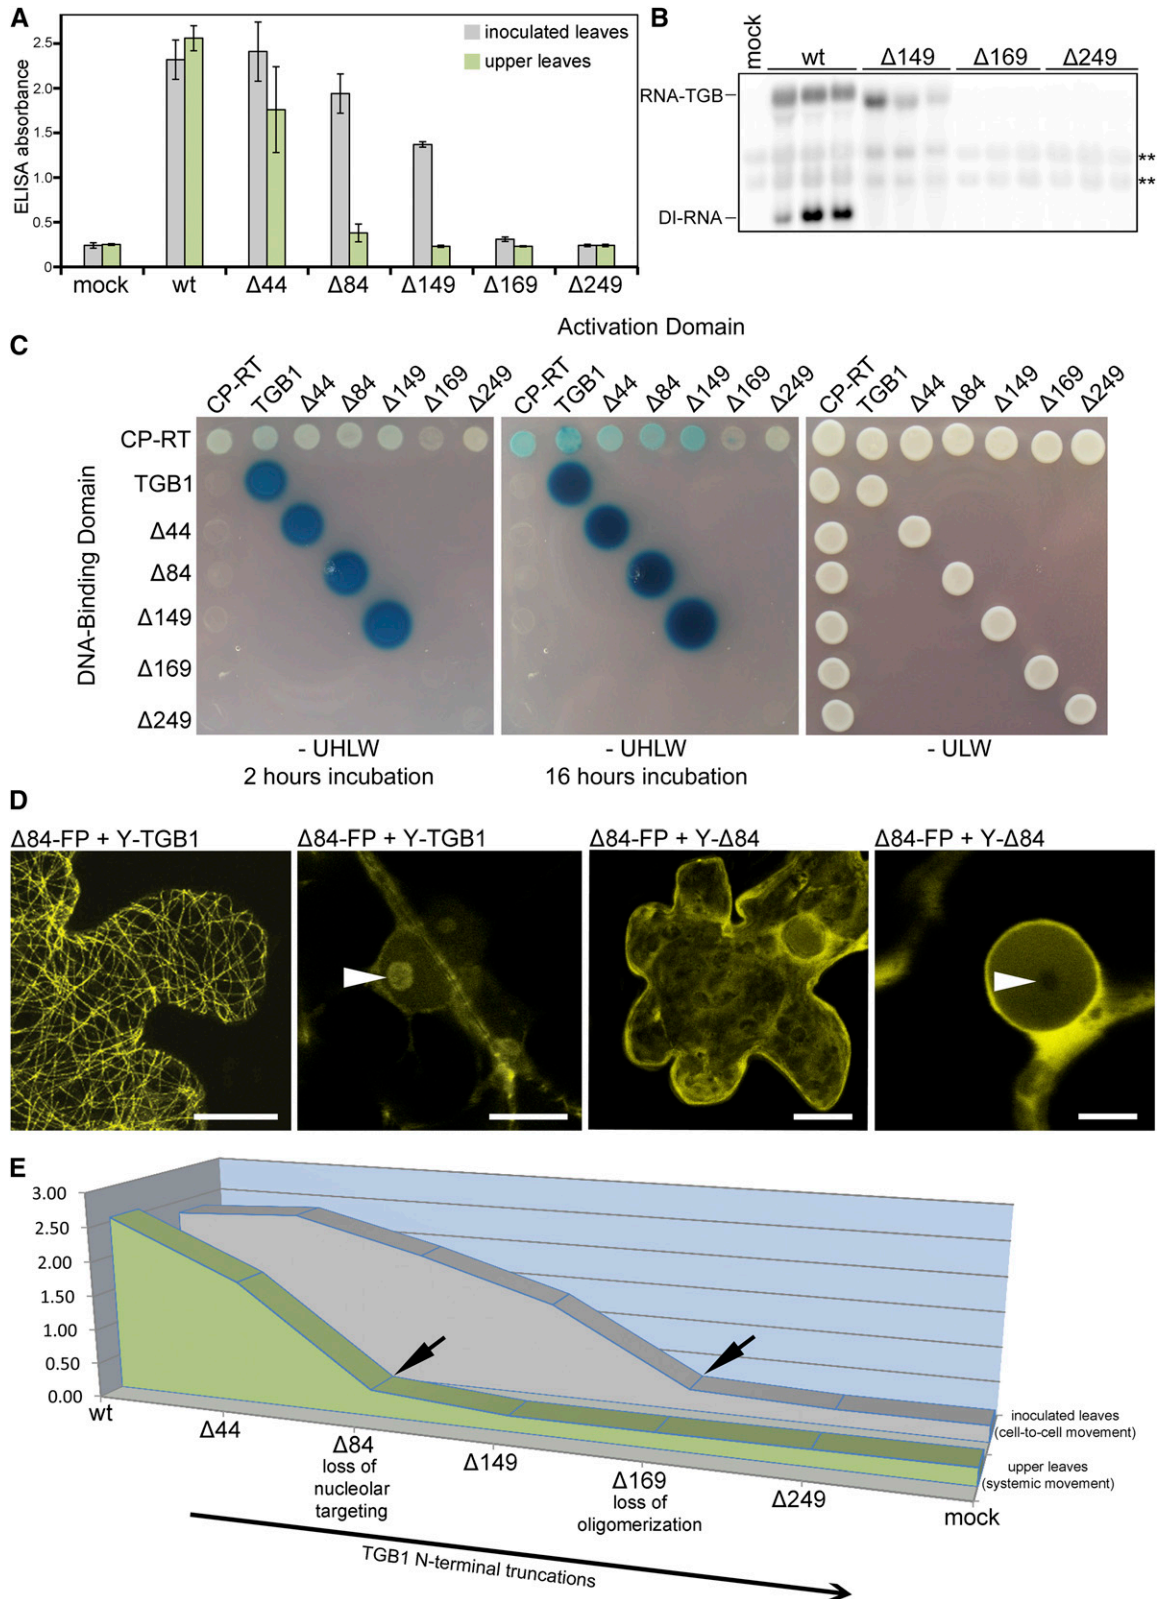 A
ELISA absorbance
2.5
2.0
1.5
1.0
0.5
0
inoculated leaves
upper leaves
mock
wt
Δ44
Δ84
Δ149
Δ169
Δ249
B
mock
wt
Δ149
Δ169
Δ249
RNA-TGB
**
**
DI-RNA
C
Activation Domain
DNA-Binding Domain
CP-RT
TGB1
Δ44
Δ84
Δ149
Δ169
Δ249
CP-RT
TGB1
Δ44
Δ84
Δ149
Δ169
Δ249
CP-RT
TGB1
Δ44
Δ84
Δ149
Δ169
Δ249
CP-RT
TGB1
Δ44
Δ84
Δ149
Δ169
Δ249
- UHLW
2 hours incubation
- UHLW
16 hours incubation
- ULW
D
Δ84-FP + Y-TGB1
Δ84-FP + Y-TGB1
Δ84-FP + Y-Δ84
Δ84-FP + Y-Δ84
E
3.00
2.50
2.00
1.50
1.00
0.50
0.00
wt
Δ44
Δ84
loss of
nucleolar
targeting
Δ149
Δ169
loss of
oligomerization
Δ249
mock
inoculated leaves
(cell-to-cell movement)
upper leaves
(systemic movement)
TGB1 N-terminal truncations